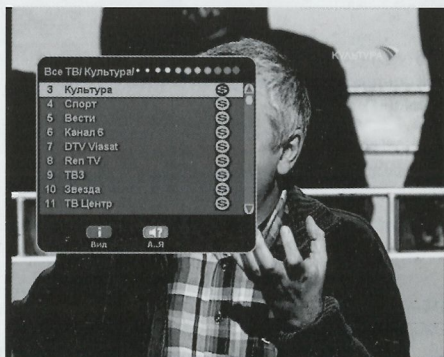 Все ТВ/ Культура/
КУЛЬТУРА
3 Культура S
4 Спорт S
5 Вести S
6 Канал 6 S
7 DTV Viasat S
8 Ren TV S
9 ТВ3 S
10 Звезда S
11 ТВ Центр S
i ?
Вид А..Я